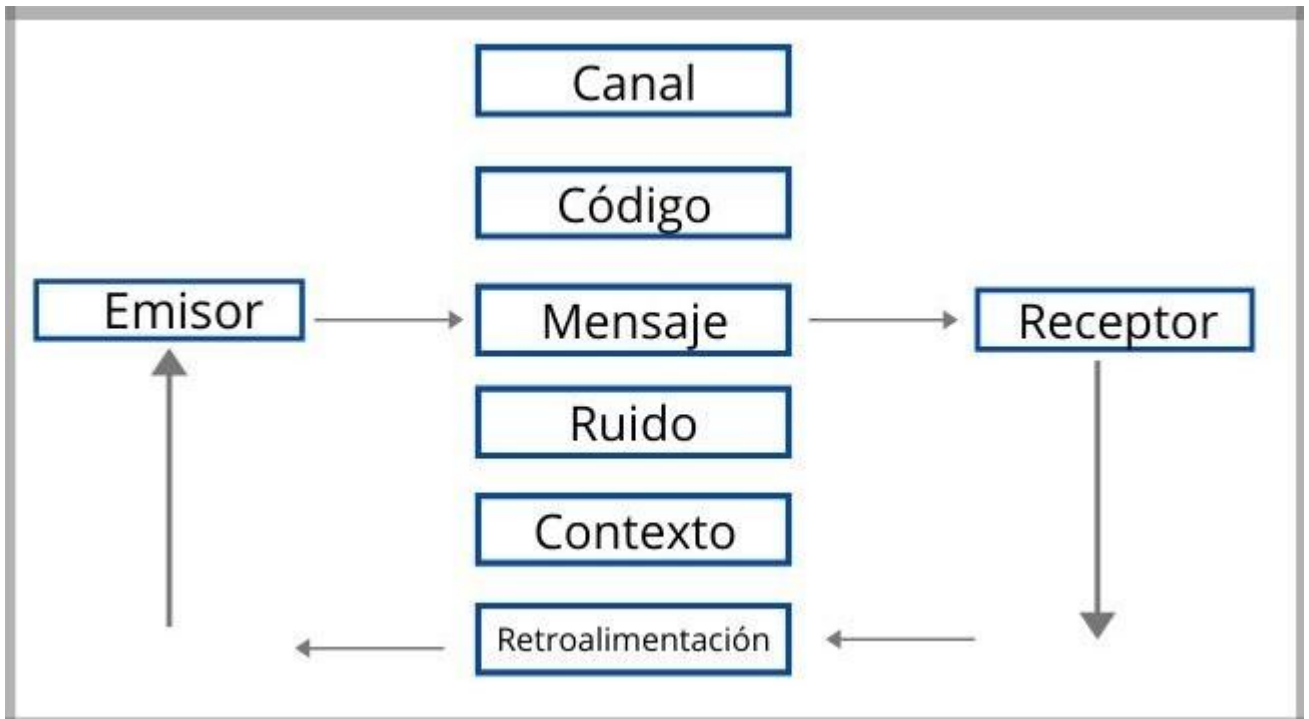 Canal
Código
Emisor
Mensaje
Receptor
Ruido
Contexto
Retroalimentación